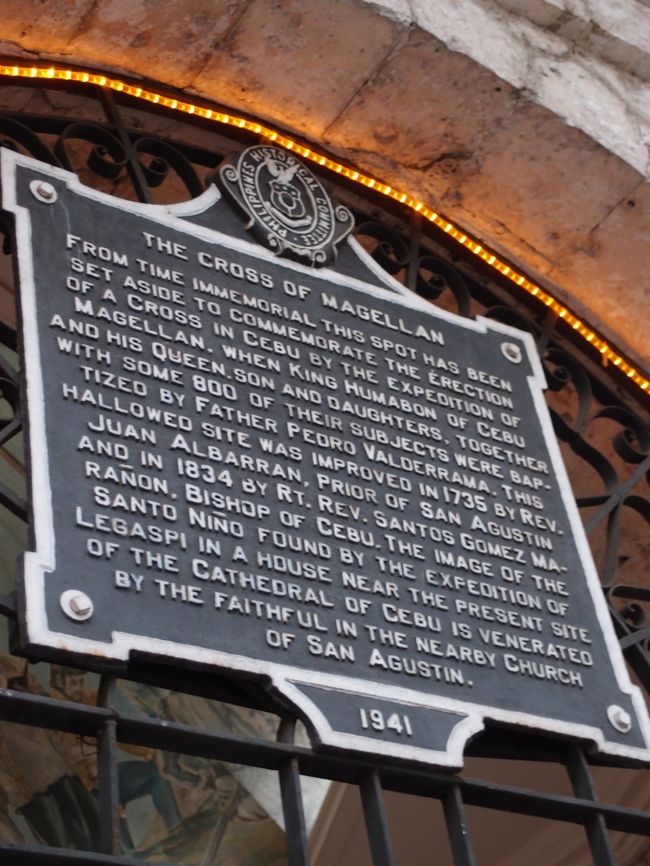 PHILIPPINES HISTORICAL COMMITTEE
THE CROSS OF MAGELLAN
FROM TIME IMMEMORIAL THIS SPOT HAS BEEN
SET ASIDE TO COMMEMORATE THE ERECTION
OF A CROSS IN CEBU BY THE EXPEDITION OF
MAGELLAN. WHEN KING HUMABON OF CEBU
AND HIS QUEEN, SON AND DAUGHTERS, TOGETHER
WITH SOME 800 OF THEIR SUBJECTS WERE BAP-
TIZED BY FATHER PEDRO VALDERRAMA. THIS
HALLOWED SITE WAS IMPROVED IN 1735 BY REV.
JUAN ALBARRAN, PRIOR OF SAN AGUSTIN
AND IN 1834 BY RT. REV. SANTOS GOMEZ MA-
RAÑON, BISHOP OF CEBU. THE IMAGE OF THE
SANTO NIÑO FOUND BY THE EXPEDITION OF
LEGASPI IN A HOUSE NEAR THE PRESENT SITE
OF THE CATHEDRAL OF CEBU IS VENERATED
BY THE FAITHFUL IN THE NEARBY CHURCH
OF SAN AGUSTIN.
1941